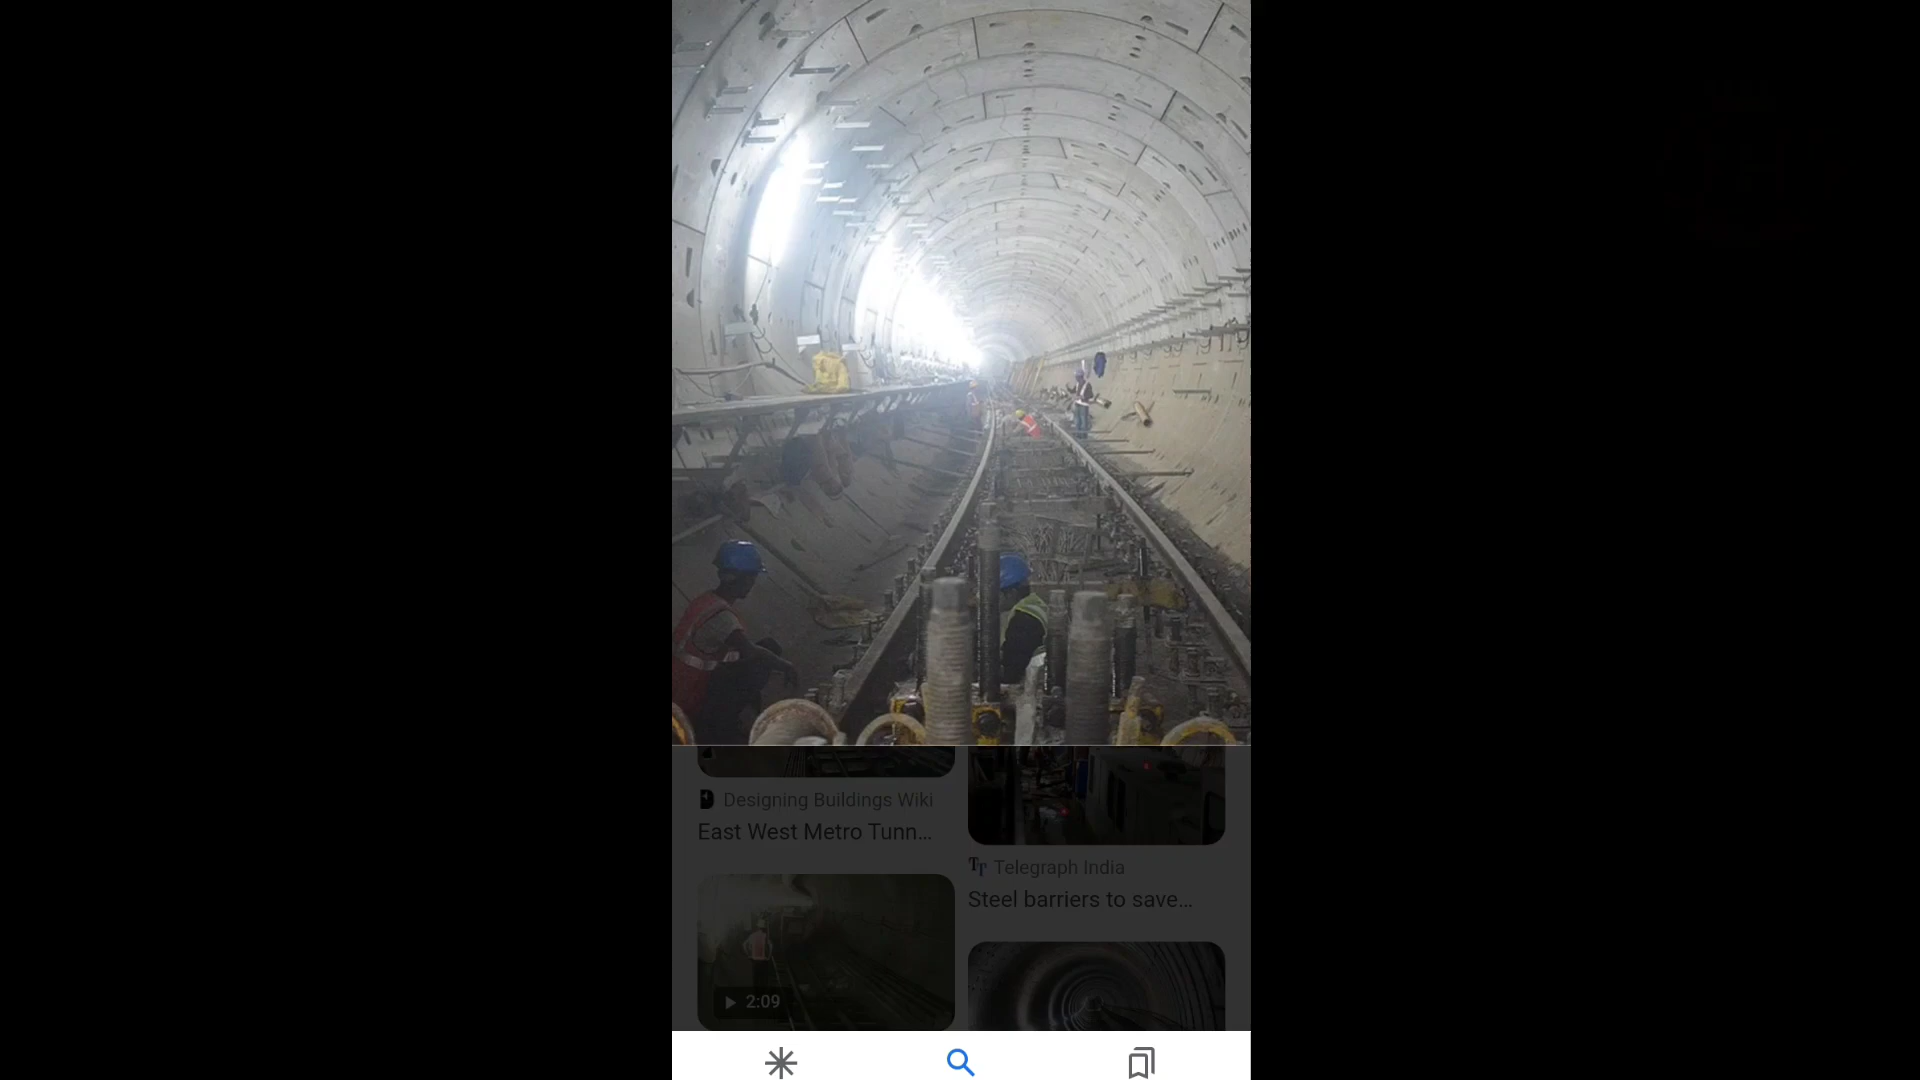 Designing Buildings Wiki
East West Metro Tunn...
Telegraph India
Steel barriers to save...
2:09